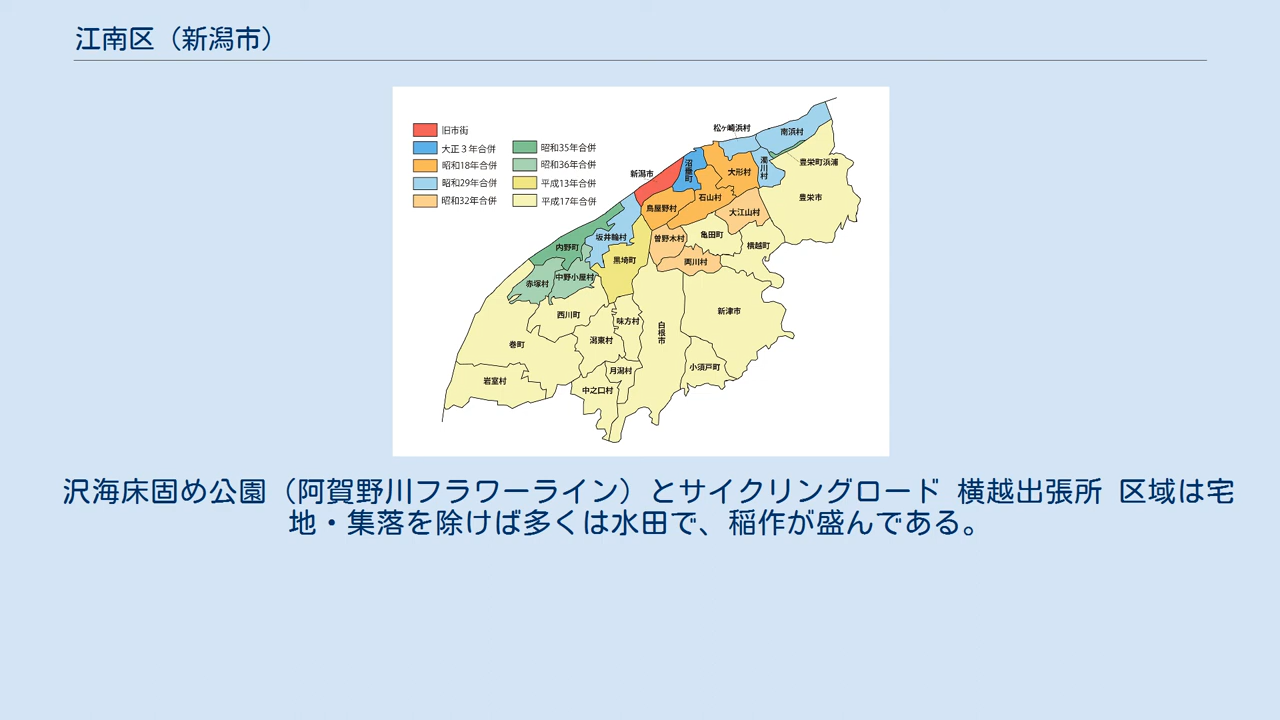 江南区（新潟市）
旧市街
大正３年合併
昭和18年合併
昭和29年合併
昭和32年合併
昭和35年合併
昭和36年合併
平成13年合併
平成17年合併
松ヶ崎浜村
南浜村
濁川村
豊栄町浜浦
新潟市
沼垂町
大形村
豊栄市
石山村
鳥屋野村
大江山村
坂井輪村
曽野木村
亀田町
横越町
内野町
黒埼町
両川村
赤塚村
中野小屋村
新津市
西川町
味方村
白根市
巻町
潟東村
月潟村
小須戸町
岩室村
中之口村
沢海床固め公園（阿賀野川フラワーライン）とサイクリングロード 横越出張所 区域は宅
地・集落を除けば多くは水田で、稲作が盛んである。